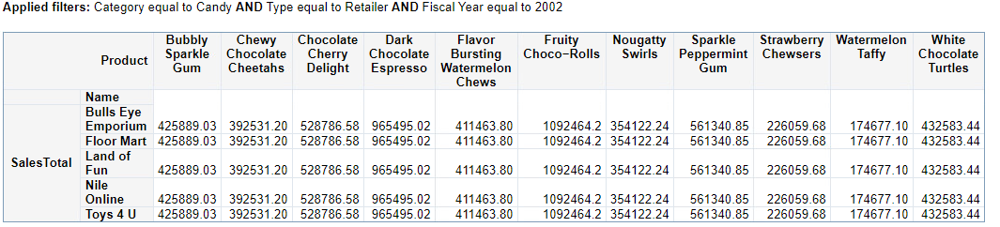 Applied filters: Category equal to Candy AND Type equal to Retailer AND Fiscal Year equal to 2002
Product Bubbly Sparkle Gum Chewy Chocolate Cheetahs Chocolate Cherry Delight Dark Chocolate Espresso Flavor Bursting Watermelon Chews Fruity Choco−Rolls Nougatty Swirls Sparkle Peppermint Gum Strawberry Chewsers Watermelon Taffy White Chocolate Turtles
Name
SalesTotal
Bulls Eye Emporium 425889.03 392531.20 528786.58 965495.02 411463.80 1092464.2 354122.24 561340.85 226059.68 174677.10 432583.44
Floor Mart 425889.03 392531.20 528786.58 965495.02 411463.80 1092464.2 354122.24 561340.85 226059.68 174677.10 432583.44
Land of Fun 425889.03 392531.20 528786.58 965495.02 411463.80 1092464.2 354122.24 561340.85 226059.68 174677.10 432583.44
Nile Online 425889.03 392531.20 528786.58 965495.02 411463.80 1092464.2 354122.24 561340.85 226059.68 174677.10 432583.44
Toys 4 U 425889.03 392531.20 528786.58 965495.02 411463.80 1092464.2 354122.24 561340.85 226059.68 174677.10 432583.44